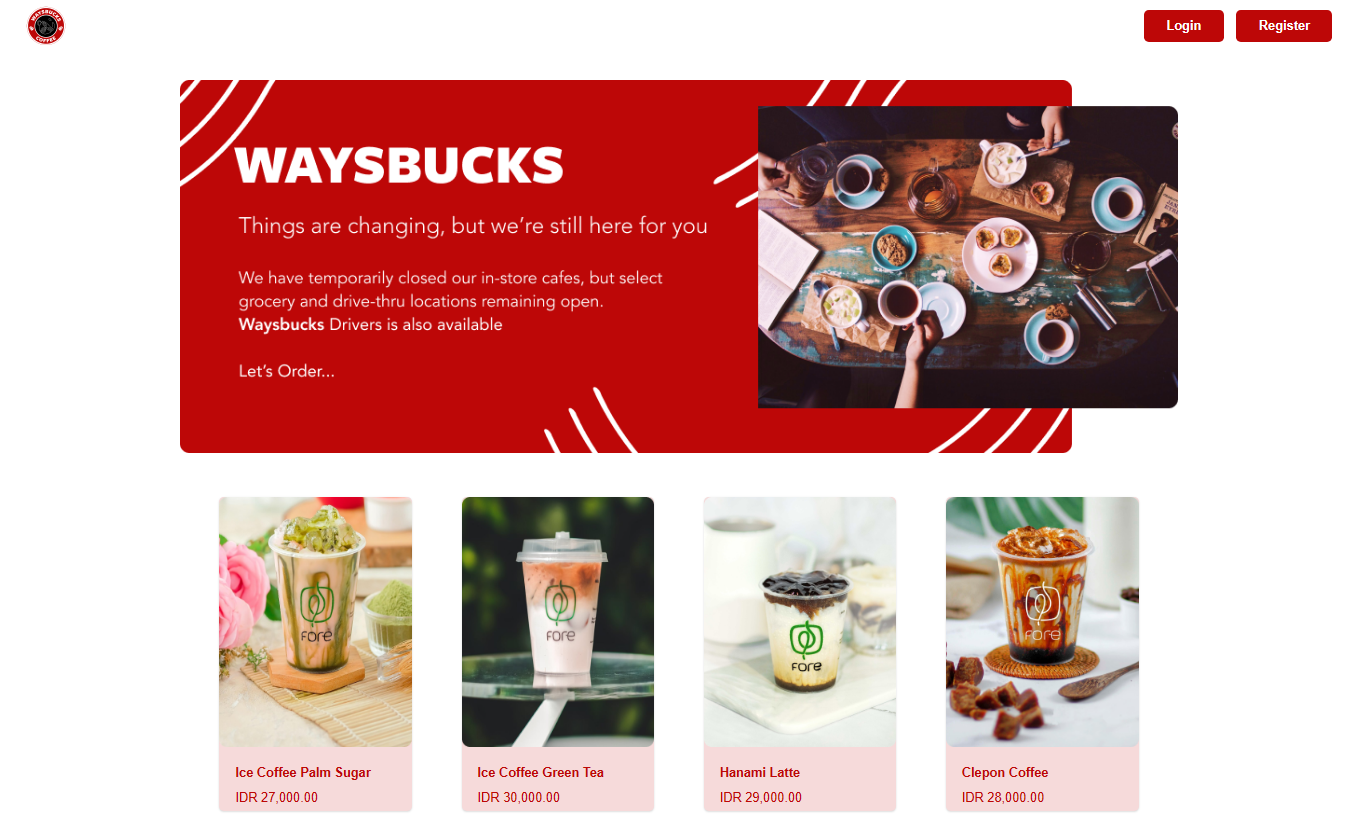 WAYSBUCKS
COFFEE
Login
Register
WAYSBUCKS
Things are changing, but we’re still here for you
We have temporarily closed our in-store cafes, but select
grocery and drive-thru locations remaining open.
Waysbucks Drivers is also available
Let’s Order...
FORE
FORE
FORE
FORE
Ice Coffee Palm Sugar
Ice Coffee Green Tea
Hanami Latte
Clepon Coffee
IDR 27,000.00
IDR 30,000.00
IDR 29,000.00
IDR 28,000.00